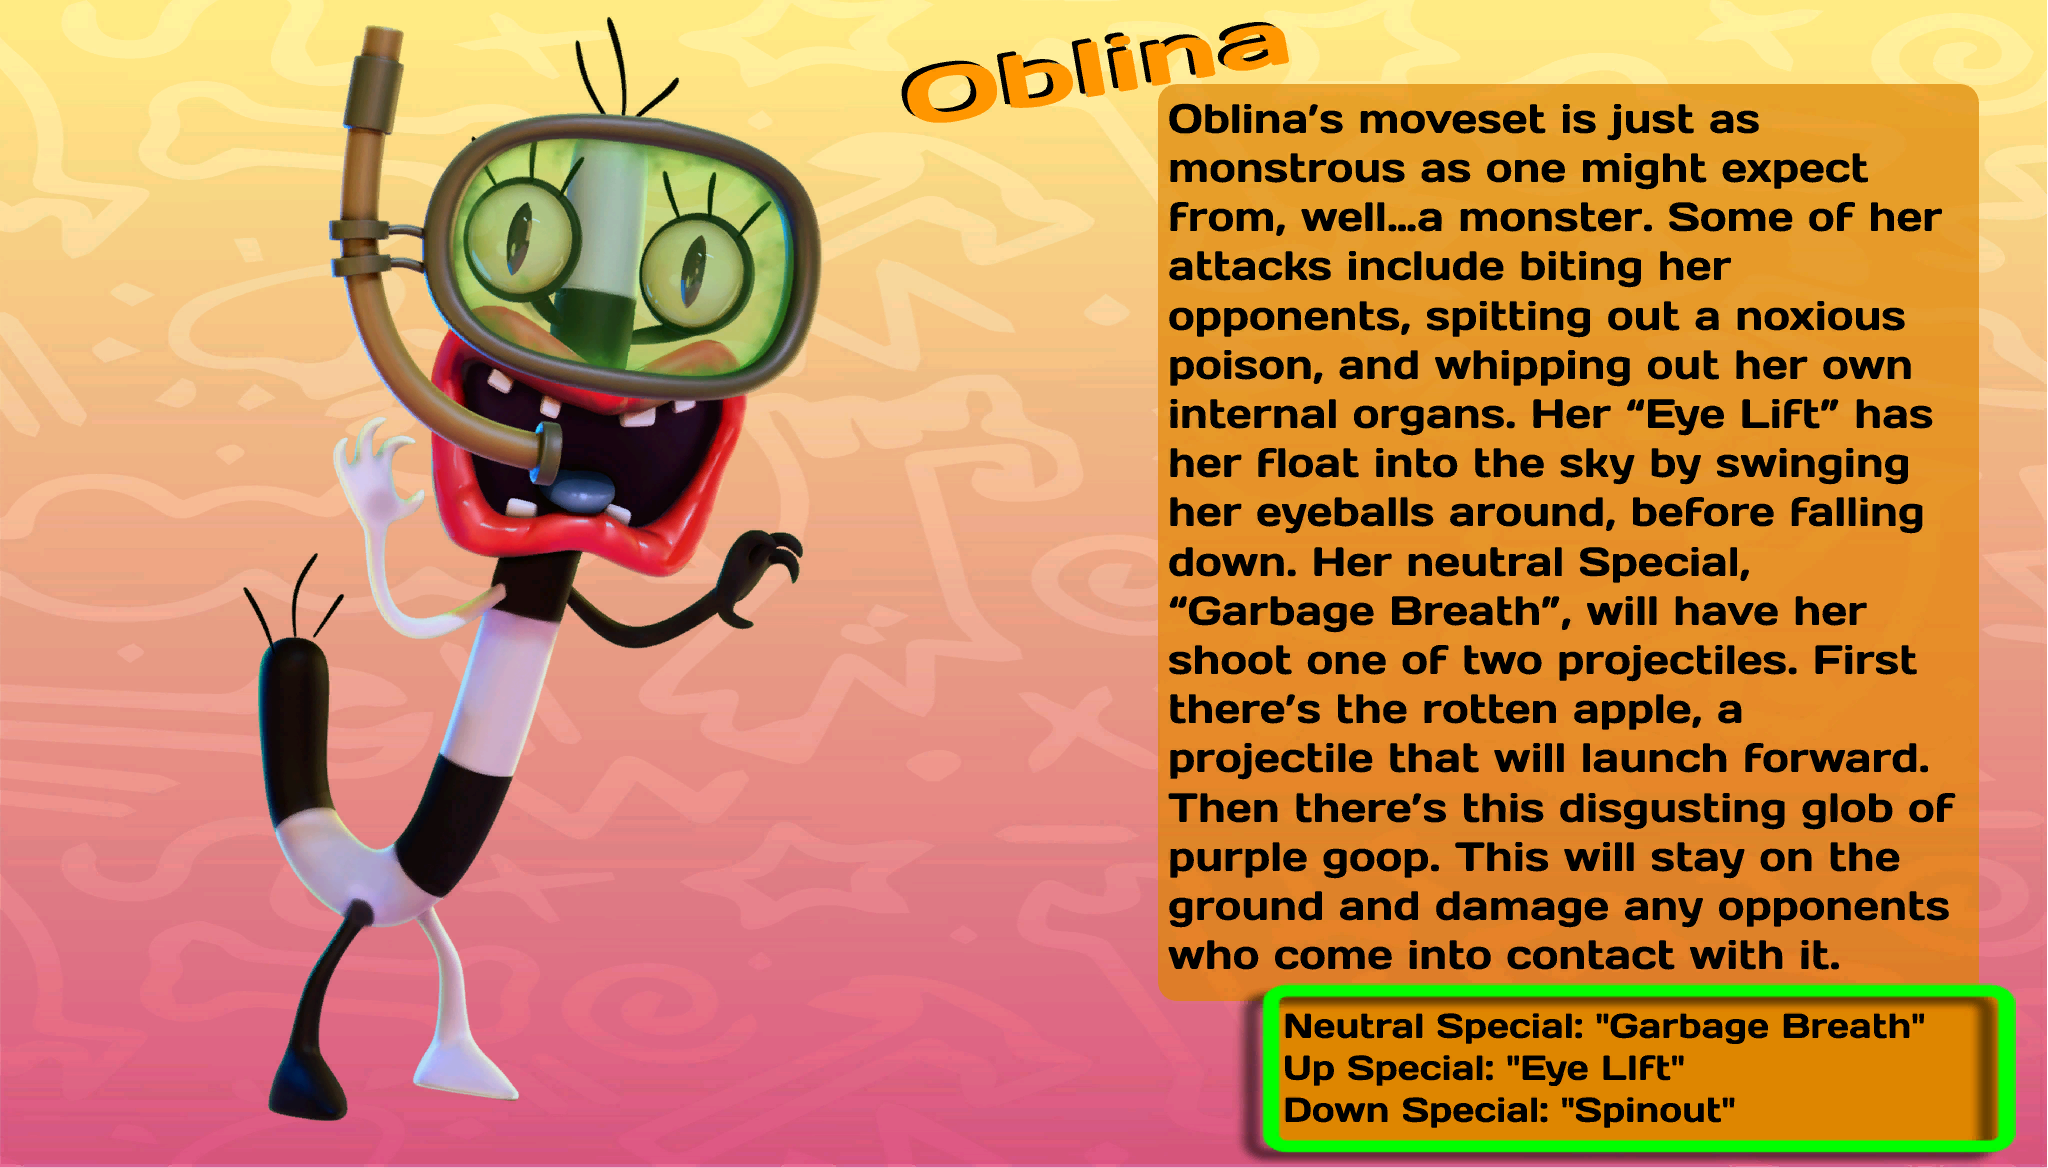 Oblina
Oblina's moveset is just as
monstrous as one might expect
from, well...a monster. Some of her
attacks include biting her
opponents, spitting out a noxious
poison, and whipping out her own
internal organs. Her “Eye Lift” has
her float into the sky by swinging
her eyeballs around, before falling
down. Her neutral Special,
“Garbage Breath”, will have her
shoot one of two projectiles. First
there's the rotten apple, a
projectile that will launch forward.
Then there's this disgusting glob of
purple goop. This will stay on the
ground and damage any opponents
who come into contact with it.
Neutral Special: "Garbage Breath"
Up Special: "Eye LIft"
Down Special: "Spinout"